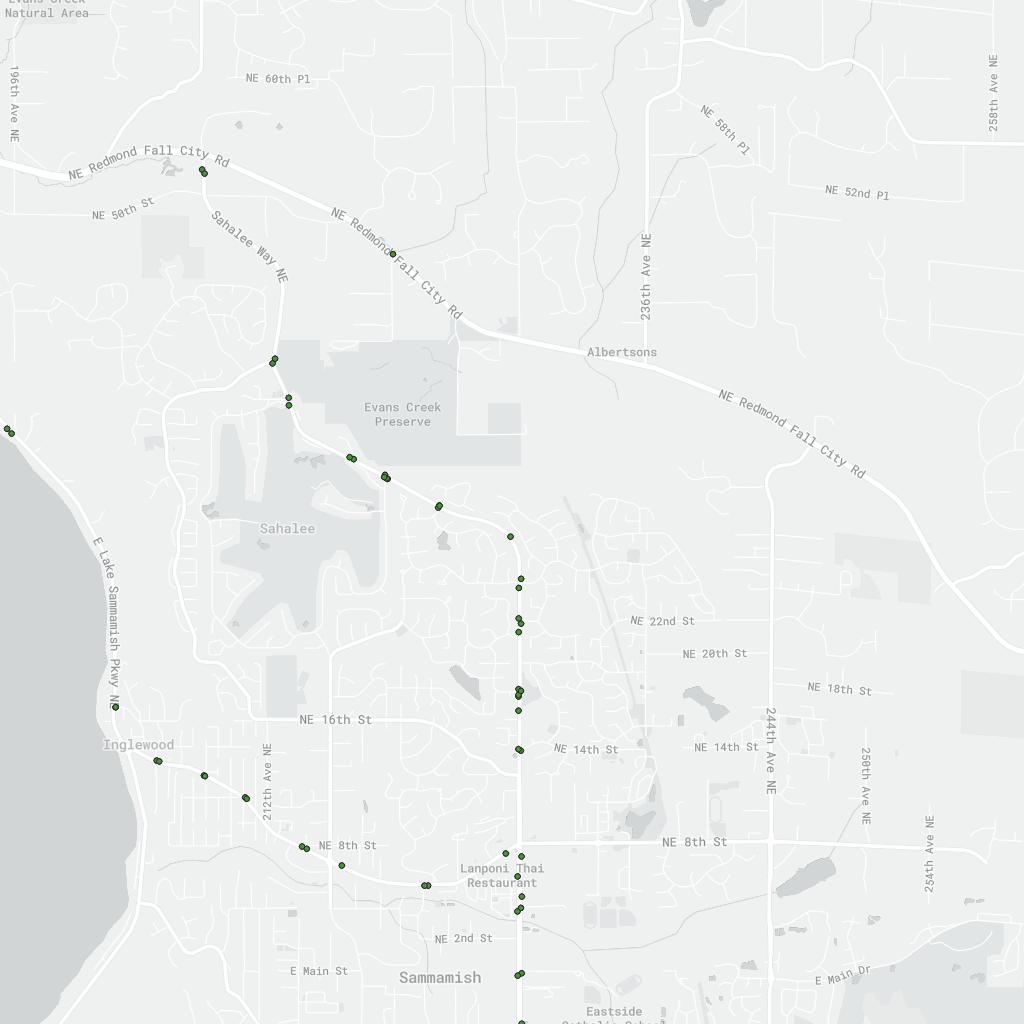 Evans Creek
Natural Area
196th Ave NE
NE 60th Pl
258th Ave NE
NE 58th Pl
NE Redmond Fall City Rd
NE 52nd Pl
NE 50th St
Sahalee Way NE
NE Redmond Fall City Rd
236th Ave NE
Albertsons
Evans Creek
Preserve
NE Redmond Fall City Rd
Sahalee
E Lake Sammamish Pkwy NE
NE 22nd St
NE 20th St
NE 18th St
NE 16th St
Inglewood
NE 14th St
NE 14th St
244th Ave NE
212th Ave NE
250th Ave NE
NE 8th St
NE 8th St
254th Ave NE
Lanponi Thai
Restaurant
NE 2nd St
E Main St
Sammamish
E Main Dr
Eastside
Catholic School